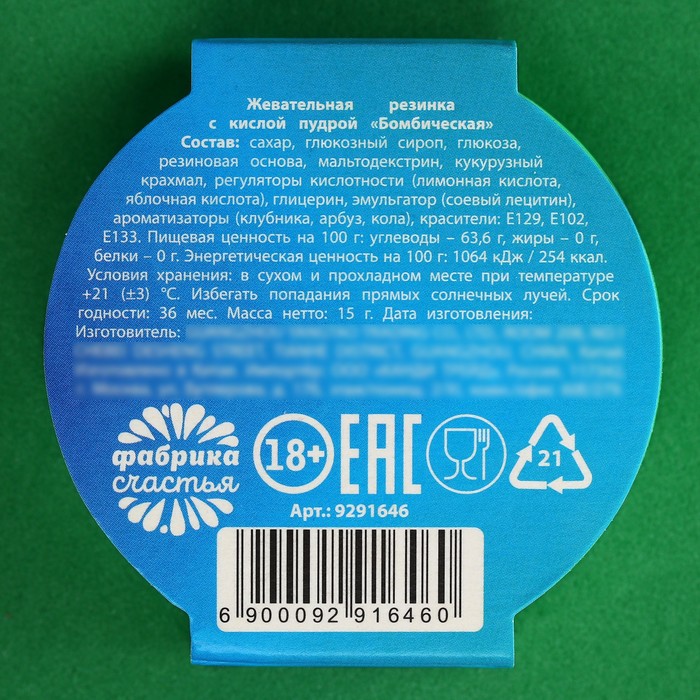 Жевательная резинка
с кислой пудрой «Бомбическая»
Состав: сахар, глюкозный сироп, глюкоза,
резиновая основа, мальтодекстрин, кукурузный
крахмал, регуляторы кислотности (лимонная кислота,
яблочная кислота), глицерин, эмульгатор (соевый лецитин),
ароматизаторы (клубника, арбуз, кола), красители: Е129, Е102,
Е133. Пищевая ценность на 100 г: углеводы – 63,6 г, жиры – 0 г,
белки – 0 г. Энергетическая ценность на 100 г: 1064 кДж / 254 ккал.
Условия хранения: в сухом и прохладном месте при температуре
+21 (±3) °С. Избегать попадания прямых солнечных лучей. Срок
годности: 36 мес. Масса нетто: 15 г. Дата изготовления:
Изготовитель:
фабрика
счастья
18+
EAC
21
Арт.: 9291646
6 900092 916460